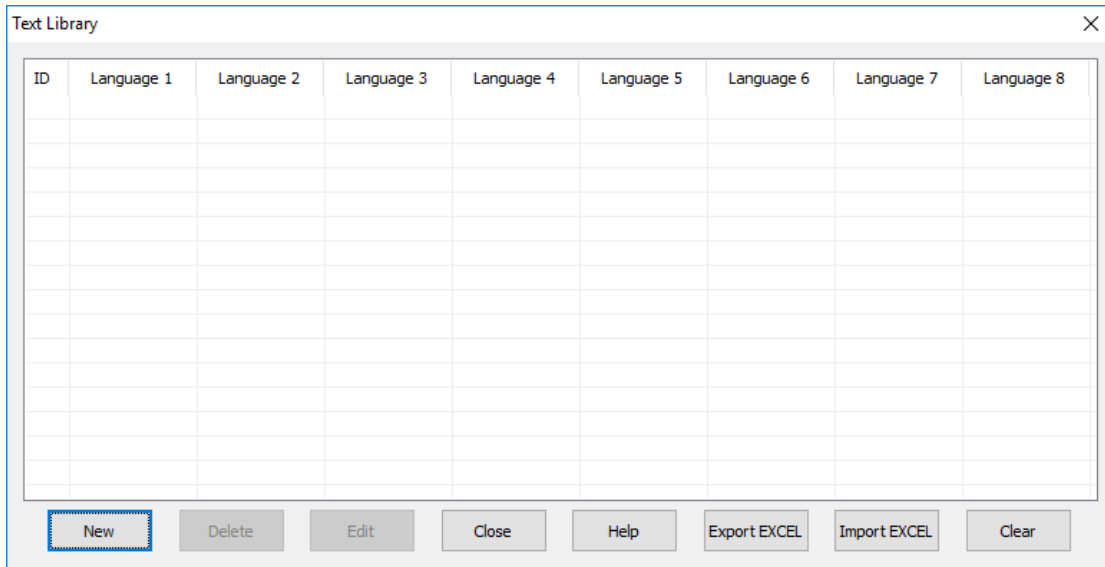 Text Library
ID Language 1 Language 2 Language 3 Language 4 Language 5 Language 6 Language 7 Language 8
New Delete Edit Close Help Export EXCEL Import EXCEL Clear